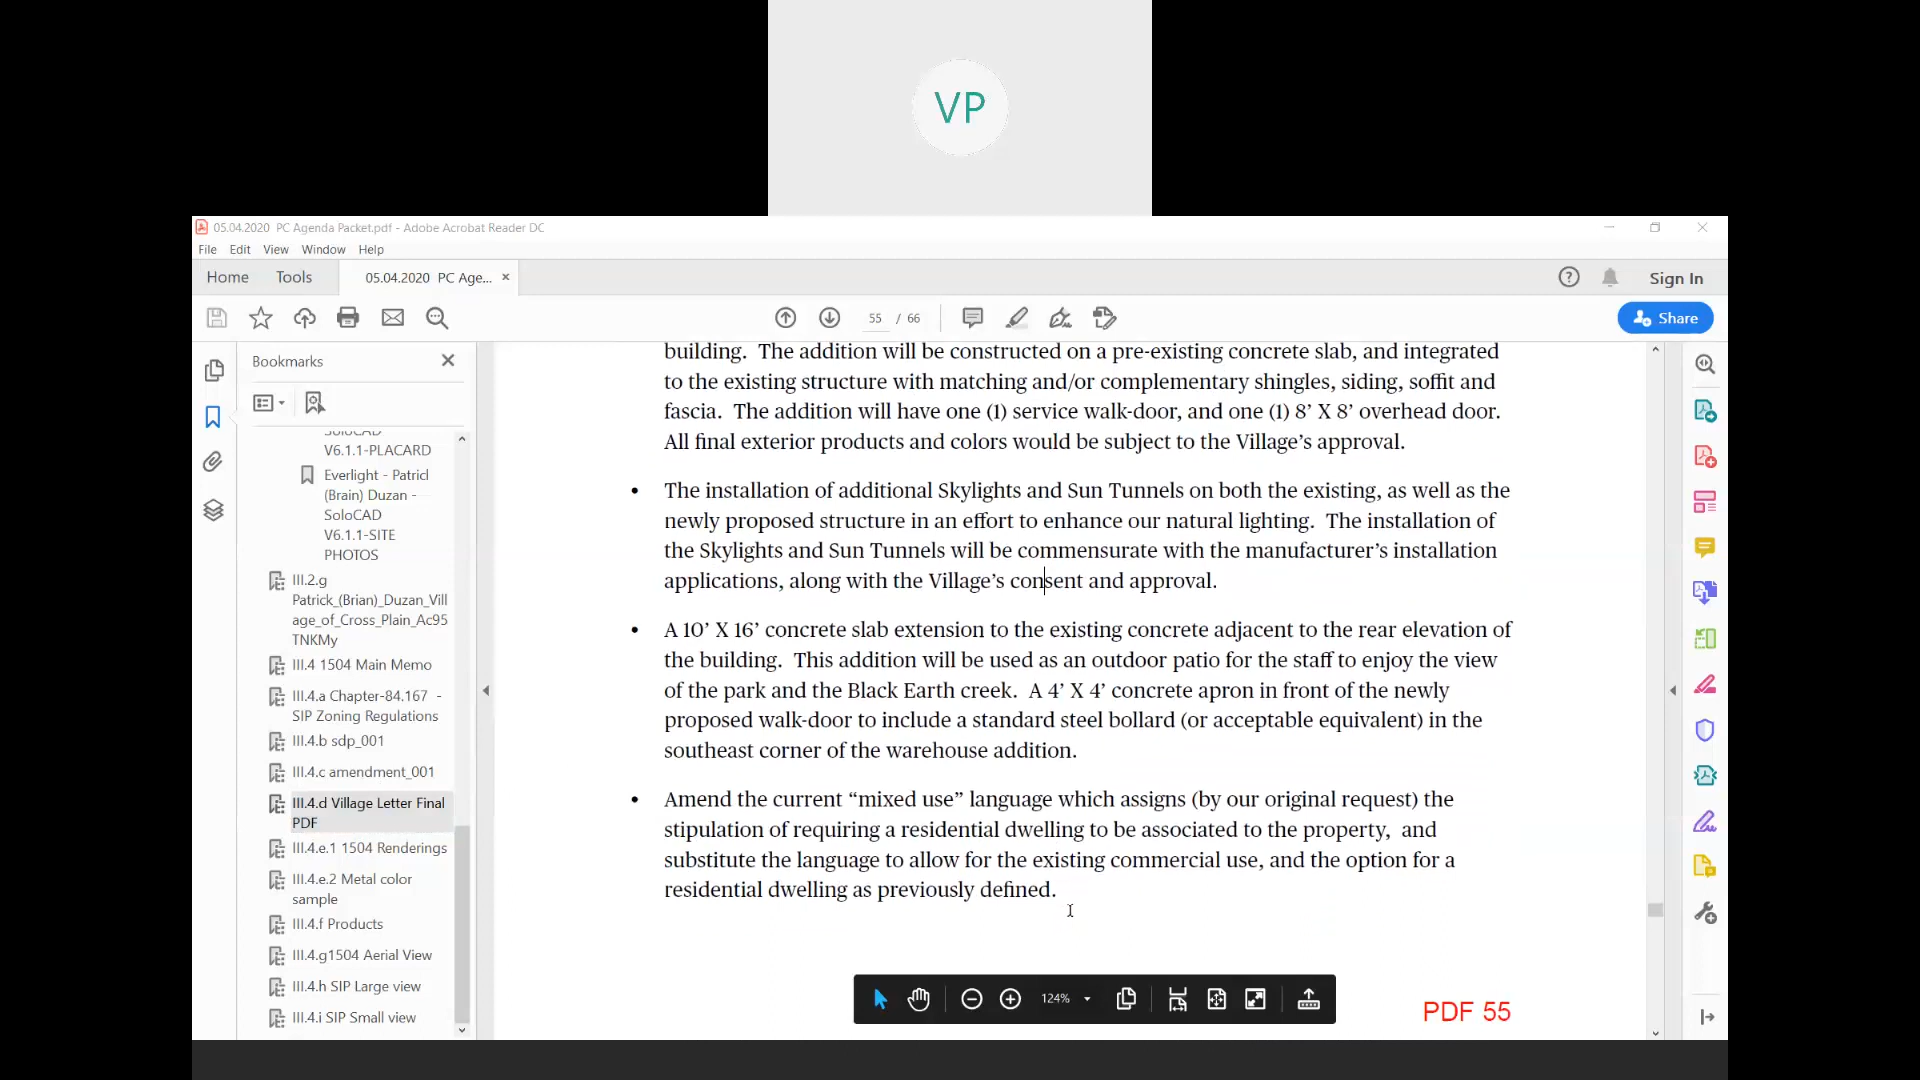 VP
05.04.2020 PC Agenda Packet.pdf - Adobe Acrobat Reader DC
File Edit View Window Help
Home Tools 05.04.2020 PC Age... × Sign In
55 / 66 Share
Bookmarks
SoloCAD
V6.1.1-PLACARD
Everlight - Patricl
(Brain) Duzan -
SoloCAD
V6.1.1-SITE
PHOTOS
III.2.g
Patrick_(Brian)_Duzan_Vill
age_of_Cross_Plain_Ac95
TNKMy
III.4 1504 Main Memo
III.4.a Chapter-84.167 -
SIP Zoning Regulations
III.4.b sdp_001
III.4.c amendment_001
III.4.d Village Letter Final
PDF
III.4.e.1 1504 Renderings
III.4.e.2 Metal color
sample
III.4.f Products
III.4.g1504 Aerial View
III.4.h SIP Large view
III.4.i SIP Small view
building. The addition will be constructed on a pre-existing concrete slab, and integrated
to the existing structure with matching and/or complementary shingles, siding, soffit and
fascia. The addition will have one (1) service walk-door, and one (1) 8’ X 8’ overhead door.
All final exterior products and colors would be subject to the Village’s approval.
• The installation of additional Skylights and Sun Tunnels on both the existing, as well as the
newly proposed structure in an effort to enhance our natural lighting. The installation of
the Skylights and Sun Tunnels will be commensurate with the manufacturer’s installation
applications, along with the Village’s consent and approval.
• A 10’ X 16’ concrete slab extension to the existing concrete adjacent to the rear elevation of
the building. This addition will be used as an outdoor patio for the staff to enjoy the view
of the park and the Black Earth creek. A 4’ X 4’ concrete apron in front of the newly
proposed walk-door to include a standard steel bollard (or acceptable equivalent) in the
southeast corner of the warehouse addition.
• Amend the current “mixed use” language which assigns (by our original request) the
stipulation of requiring a residential dwelling to be associated to the property, and
substitute the language to allow for the existing commercial use, and the option for a
residential dwelling as previously defined.
124%
PDF 55